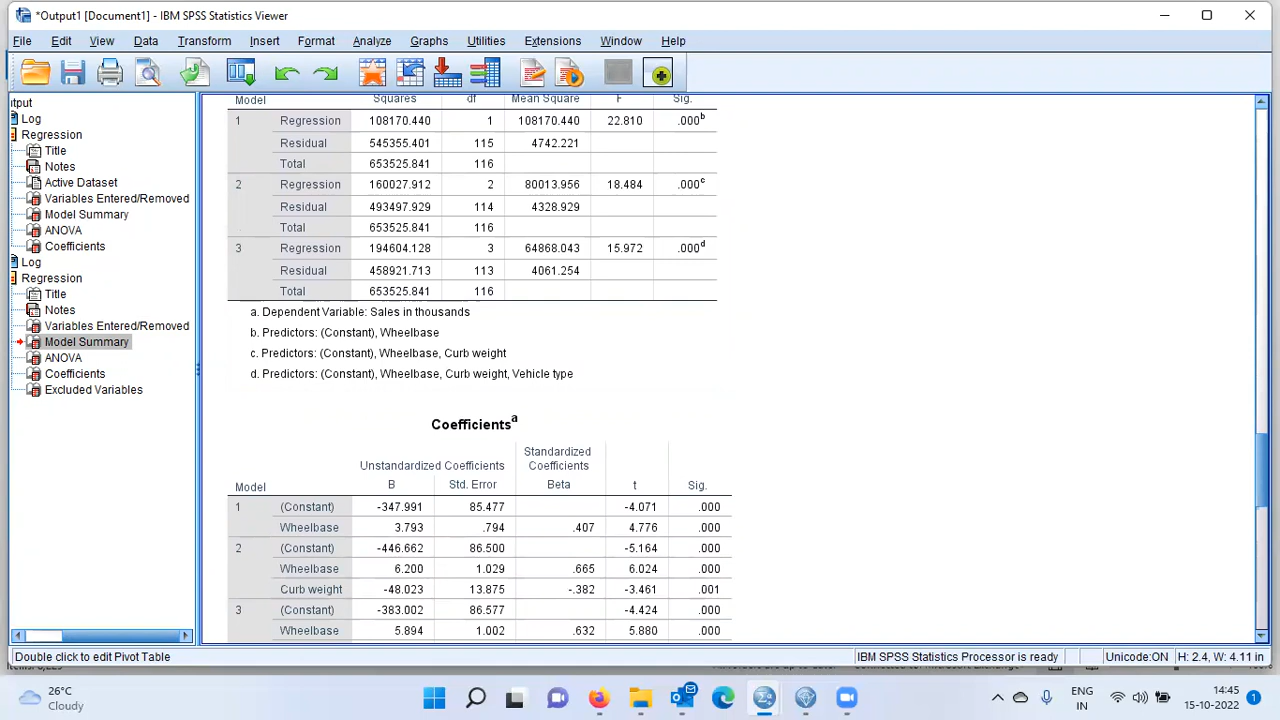 *Output1 [Document1] - IBM SPSS Statistics Viewer
File Edit View Data Transform Insert Format Analyze Graphs Utilities Extensions Window Help
tput
Log
Regression
Title
Notes
Active Dataset
Variables Entered/Removed
Model Summary
ANOVA
Coefficients
Log
Regression
Title
Notes
Variables Entered/Removed
Model Summary
ANOVA
Coefficients
Excluded Variables
Model Squares df Mean Square F Sig.
1 Regression 108170.440 1 108170.440 22.810 .000b
Residual 545355.401 115 4742.221
Total 653525.841 116
2 Regression 160027.912 2 80013.956 18.484 .000c
Residual 493497.929 114 4328.929
Total 653525.841 116
3 Regression 194604.128 3 64868.043 15.972 .000d
Residual 458921.713 113 4061.254
Total 653525.841 116
a. Dependent Variable: Sales in thousands
b. Predictors: (Constant), Wheelbase
c. Predictors: (Constant), Wheelbase, Curb weight
d. Predictors: (Constant), Wheelbase, Curb weight, Vehicle type
Coefficientsa
Unstandardized Coefficients Standardized Coefficients
Model B Std. Error Beta t Sig.
1 (Constant) -347.991 85.477 -4.071 .000
Wheelbase 3.793 .794 .407 4.776 .000
2 (Constant) -446.662 86.500 -5.164 .000
Wheelbase 6.200 1.029 .665 6.024 .000
Curb weight -48.023 13.875 -.382 -3.461 .001
3 (Constant) -383.002 86.577 -4.424 .000
Wheelbase 5.894 1.002 .632 5.880 .000
Double click to edit Pivot Table IBM SPSS Statistics Processor is ready Unicode:ON H: 2.4, W: 4.11 in
26°C
Cloudy
ENG
IN
14:45
15-10-2022
1